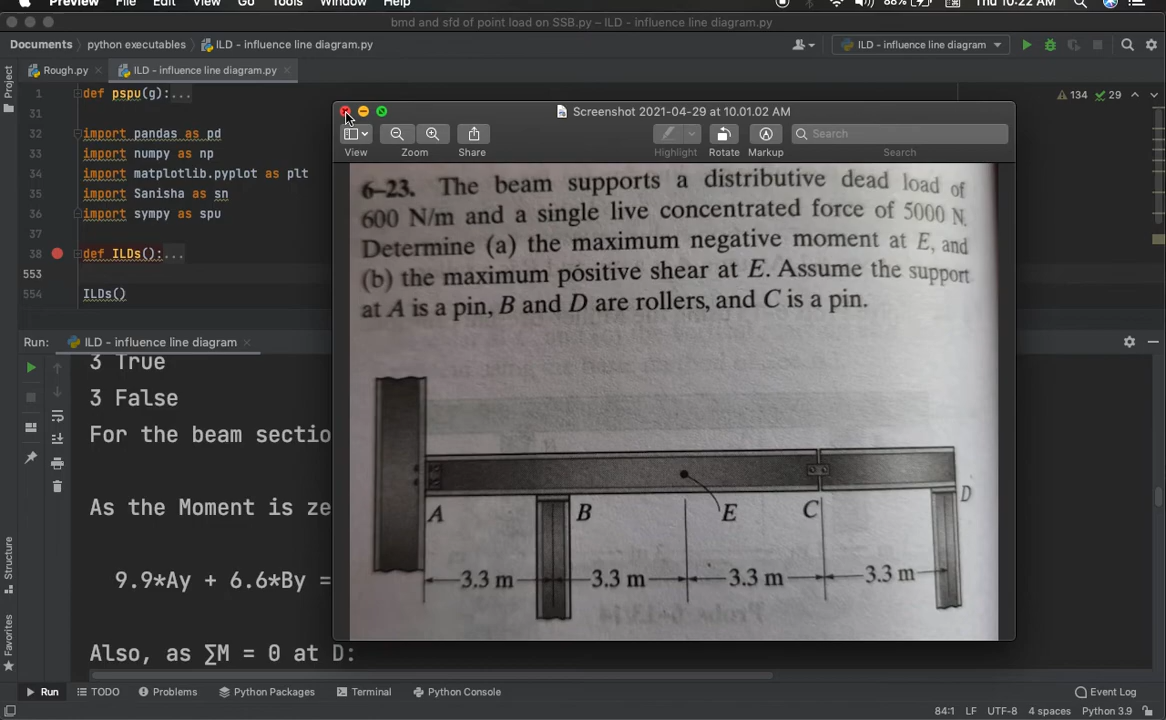 Preview File Edit View Go Tools Window Help 88% Thu 10:22 AM
bmd and sfd of point load on SSB.py – ILD - influence line diagram.py
Documents python executables ILD - influence line diagram.py ILD - influence line diagram
Project Rough.py ILD - influence line diagram.py
1 def pspu(g):... 134 29
31
32 import pandas as pd
33 import numpy as np
34 import matplotlib.pyplot as plt
35 import Sanisha as sn
36 import sympy as spu
37
38 def ILDs():...
553
554 ILDs()
Screenshot 2021-04-29 at 10.01.02 AM
Search
View Zoom Share Highlight Rotate Markup Search
6–23. The beam supports a distributive dead load of
600 N/m and a single live concentrated force of 5000 N.
Determine (a) the maximum negative moment at E, and
(b) the maximum positive shear at E. Assume the support
at A is a pin, B and D are rollers, and C is a pin.
A B E C D
3.3 m 3.3 m 3.3 m 3.3 m
Run: ILD - influence line diagram
3 True
3 False
For the beam sectio
As the Moment is ze
9.9*Ay + 6.6*By =
Also, as ∑M = 0 at D:
Structure
Favorites
Run TODO Problems Python Packages Terminal Python Console Event Log
84:1 LF UTF-8 4 spaces Python 3.9